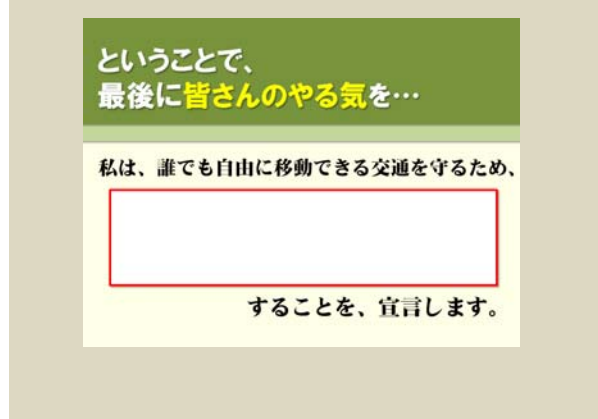 ということで、
最後に皆さんのやる気を…
私は、誰でも自由に移動できる交通を守るため、
することを、宣言します。